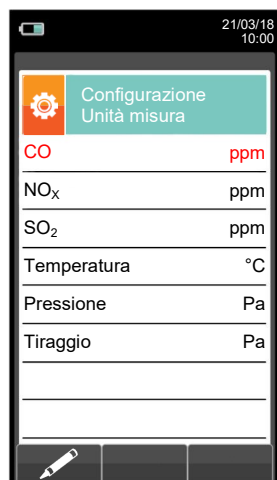 21/03/18
10:00
Configurazione
Unità misura
CO ppm
NOX ppm
SO2 ppm
Temperatura °C
Pressione Pa
Tiraggio Pa